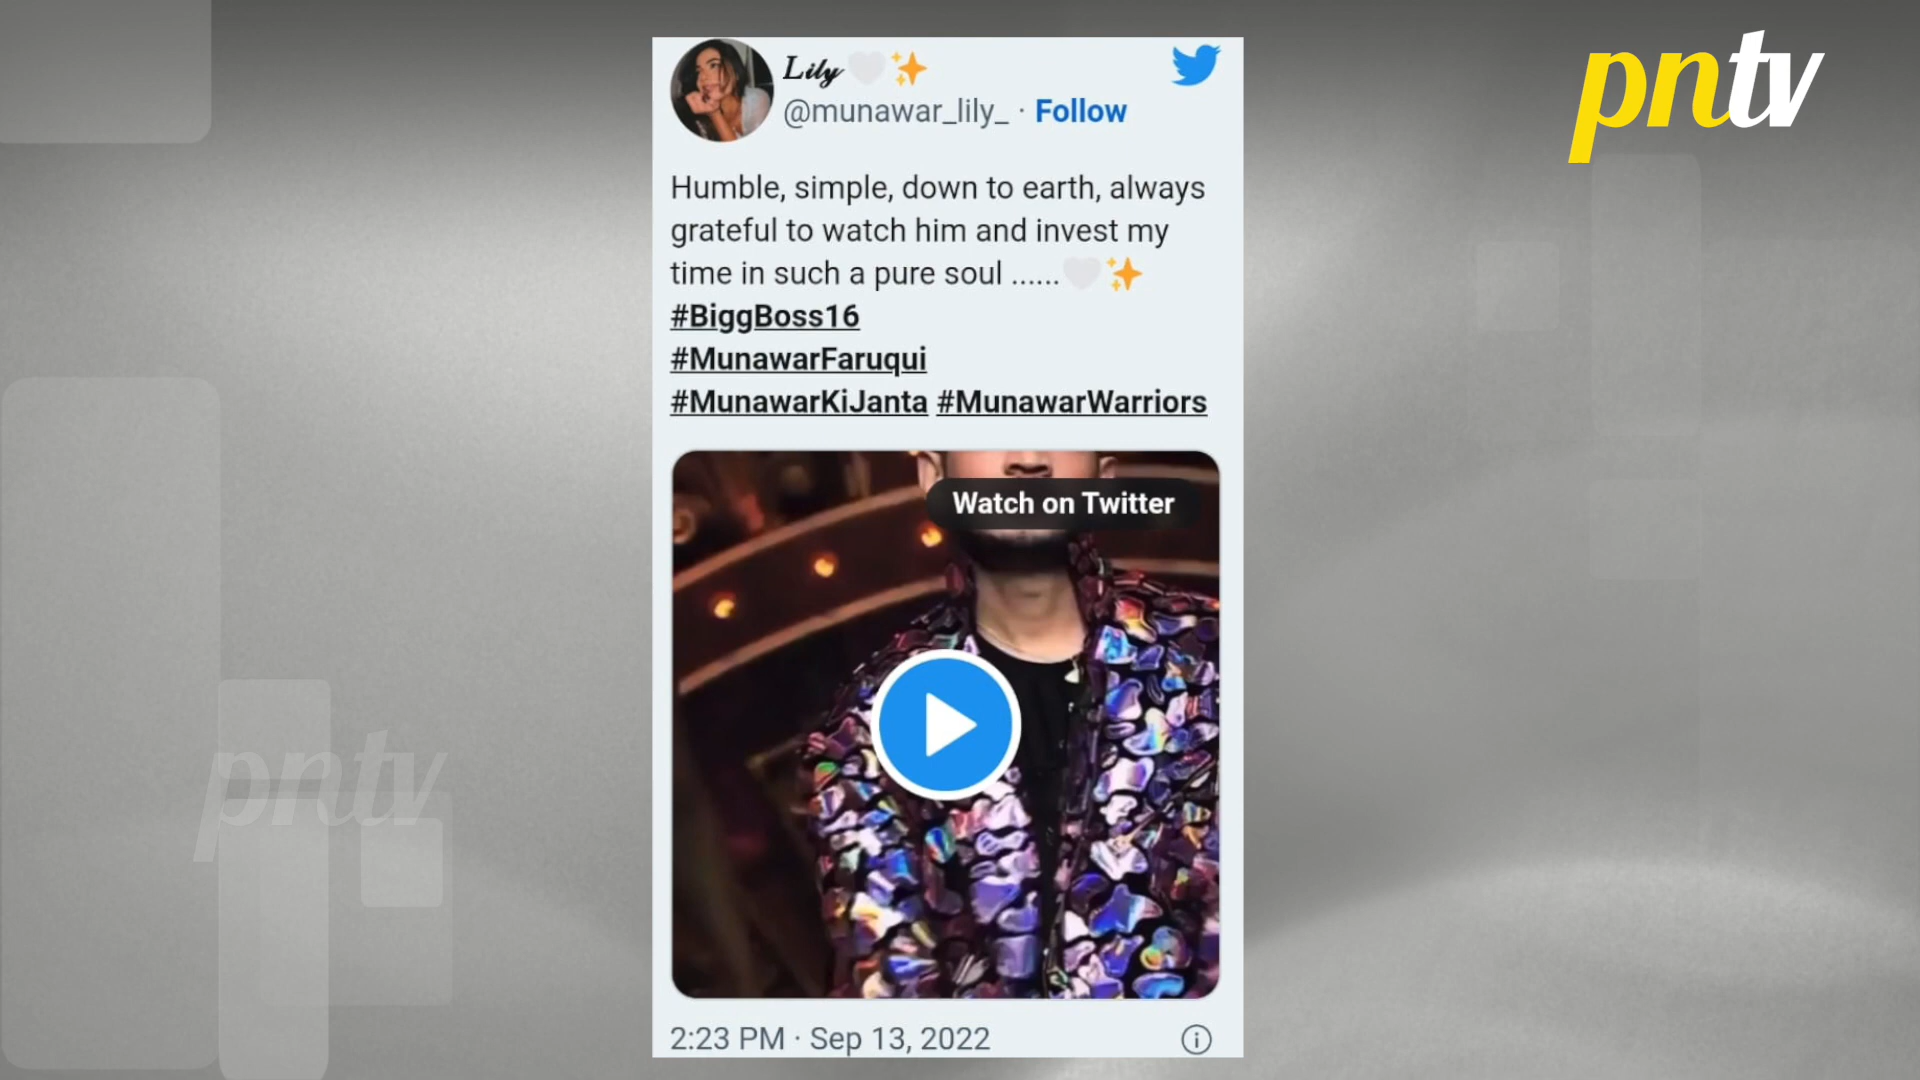 Lily🤍✨
@munawar_lily_ · Follow
pntv
Humble, simple, down to earth, always
grateful to watch him and invest my
time in such a pure soul ......🤍✨
#BiggBoss16
#MunawarFaruqui
#MunawarKiJanta #MunawarWarriors
Watch on Twitter
pntv
2:23 PM · Sep 13, 2022